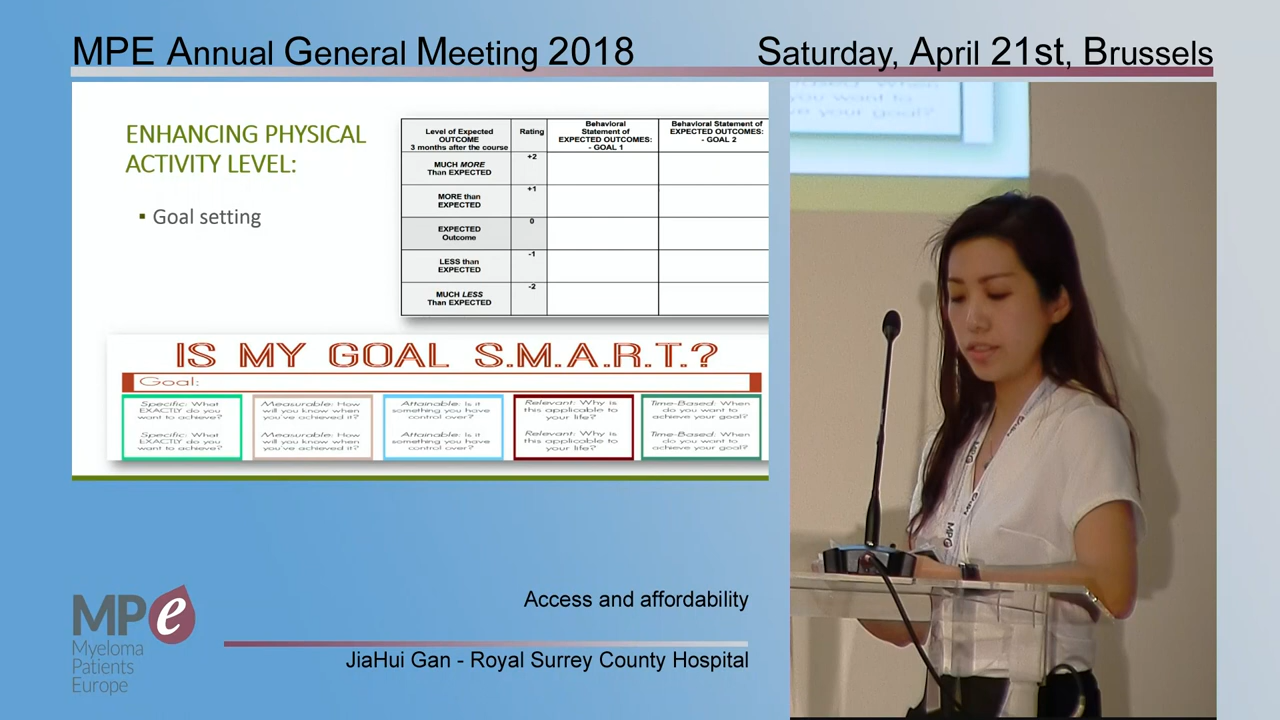 MPE Annual General Meeting 2018
Saturday, April 21st, Brussels
ENHANCING PHYSICAL
ACTIVITY LEVEL:
▪ Goal setting
Level of Expected
OUTCOME
3 months after the course
Rating
Behavioral
Statement of
EXPECTED OUTCOMES:
- GOAL 1
Behavioral Statement of
EXPECTED OUTCOMES:
- GOAL 2
MUCH MORE
Than EXPECTED
+2
MORE than
EXPECTED
+1
EXPECTED
Outcome
0
LESS than
EXPECTED
-1
MUCH LESS
Than EXPECTED
-2
IS MY GOAL S.M.A.R.T.?
Goal:
Specific: What
EXACTLY do you
want to achieve?
Specific: What
EXACTLY do you
want to achieve?
Measurable: How
will you know when
you've achieved it?
Measurable: How
will you know when
you've achieved it?
Attainable: Is it
something you have
control over?
Attainable: Is it
something you have
control over?
Relevant: Why is
this applicable to
your life?
Relevant: Why is
this applicable to
your life?
Time-Based: When
do you want to
achieve your goal?
Time-Based: When
do you want to
achieve your goal?
you want to
ve your goal?
MPe
MPe
Myeloma
Patients
Europe
Access and affordability
JiaHui Gan - Royal Surrey County Hospital